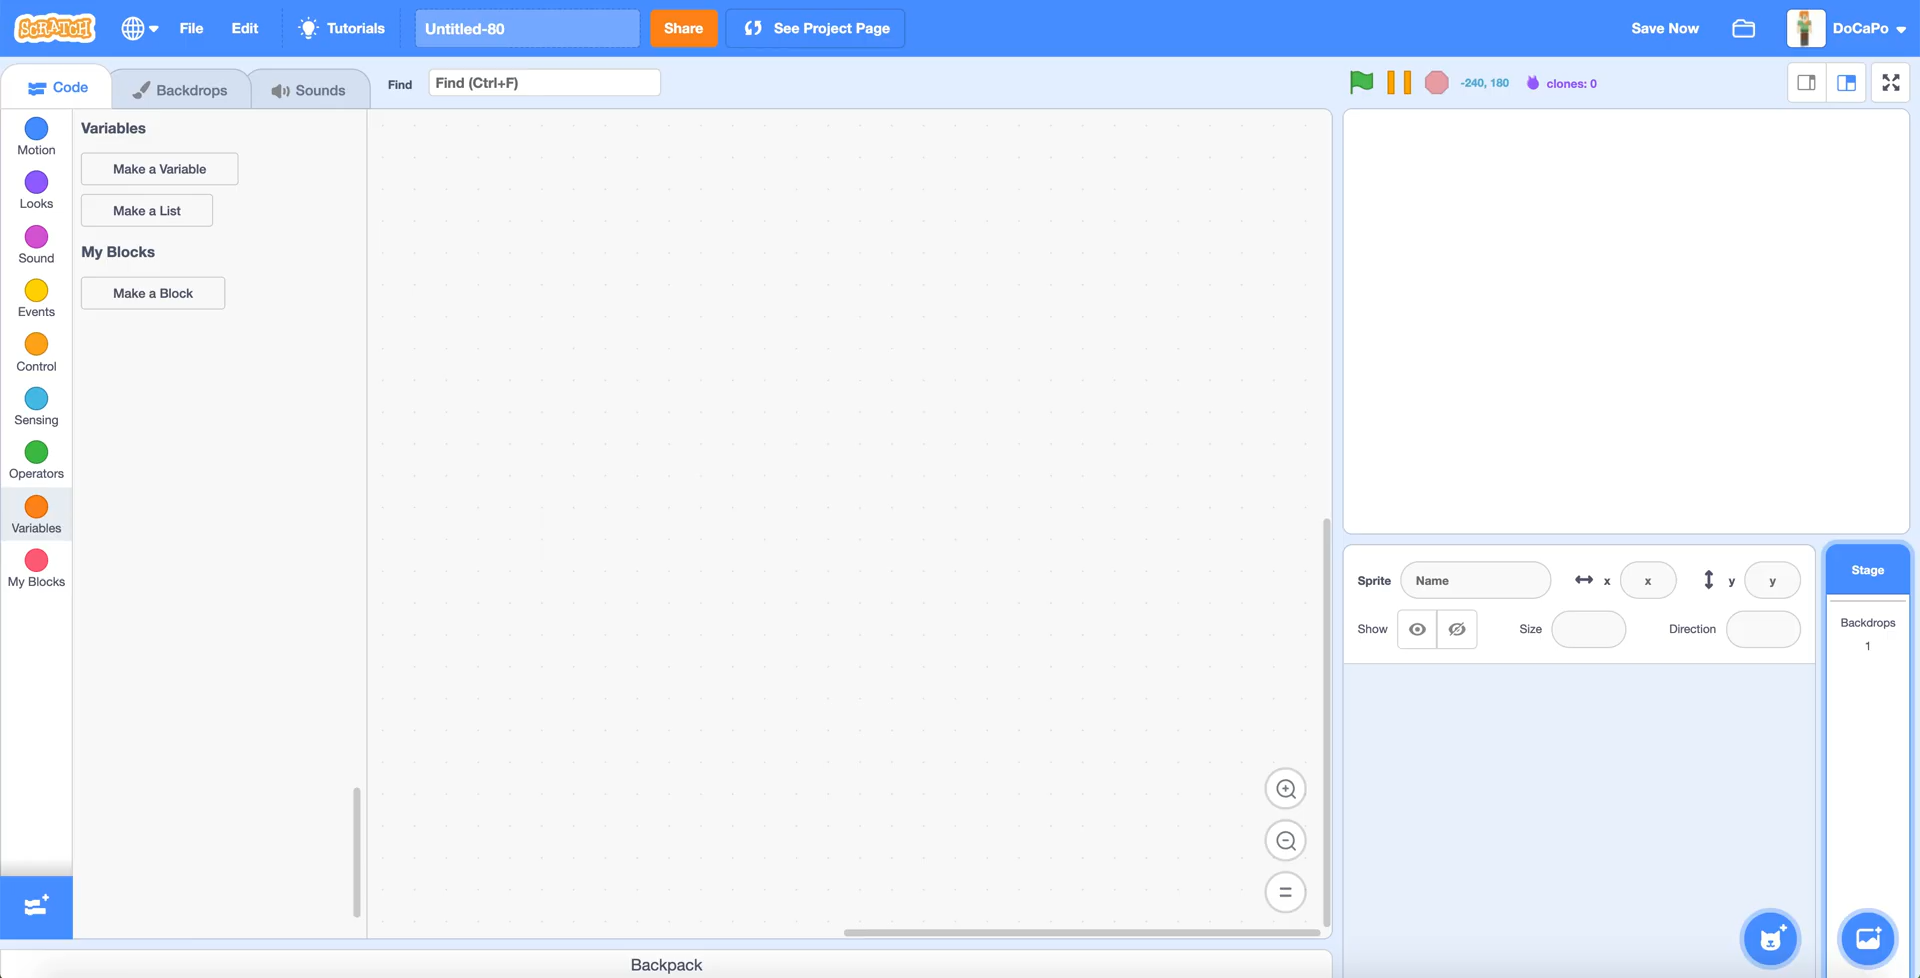 SCRATCH
File
Edit
Tutorials
Untitled-80
Share
See Project Page
Save Now
DoCaPo
Code
Backdrops
Sounds
Find
Find (Ctrl+F)
-240, 180
clones: 0
Motion
Looks
Sound
Events
Control
Sensing
Operators
Variables
My Blocks
Variables
Make a Variable
Make a List
My Blocks
Make a Block
Sprite
Name
x
x
y
y
Show
Size
Direction
Stage
Backdrops
1
Backpack